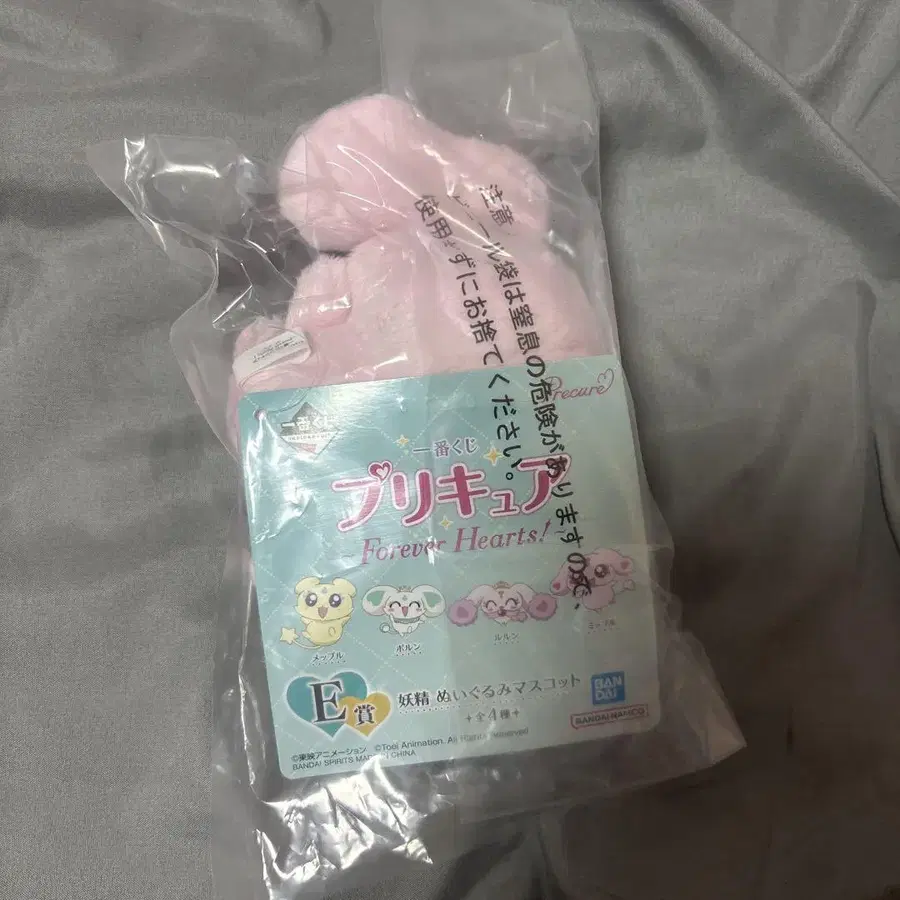 注意
ビニール袋は窒息の危険がありますので、
使用せずにお捨てください。
Precure
一番くじ
一番くじ
プリキュア
~Forever Hearts!
メップル
ポルン
ルルン
ミップル
E賞
妖精 ぬいぐるみマスコット
+全4種+
BAN
DAI
BANDAI NAMCO
©東映アニメーション ©Toei Animation. All Rights Reserved
BANDAI SPIRITS MADE IN CHINA